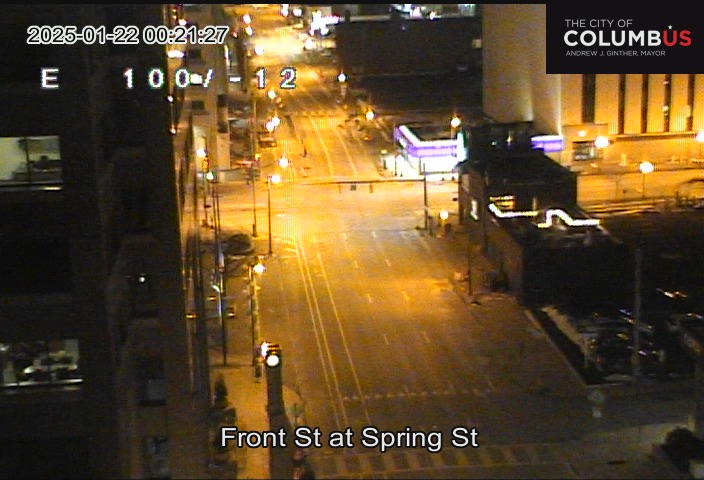 2025-01-22 00:21:27
THE CITY OF
COLUMBUS
ANDREW J. GINTHER, MAYOR
E 100 / -12
Front St at Spring St